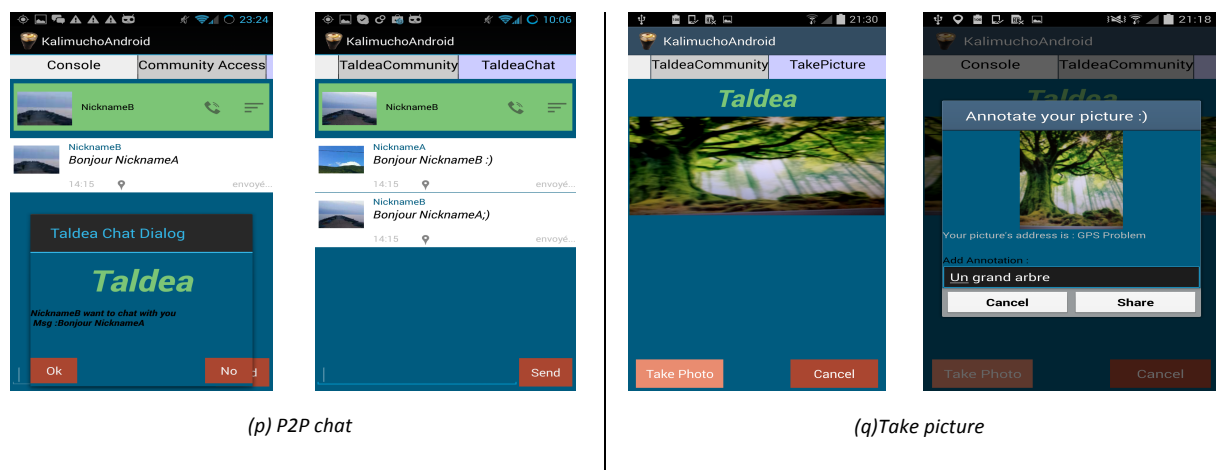 23:24
KalimuchoAndroid
Console Community Access
NicknameB
NicknameB
Bonjour NicknameA
14:15 envoyé...
Taldea Chat Dialog
Taldea
NicknameB want to chat with you
Msg :Bonjour NicknameA
Ok No d
10:06
KalimuchoAndroid
TaldeaCommunity TaldeaChat
NicknameB
NicknameA
Bonjour NicknameB :)
14:15 envoyé...
NicknameB
Bonjour NicknameA;)
14:15 envoyé...
Send
(p) P2P chat
21:30
KalimuchoAndroid
TaldeaCommunity TakePicture
Taldea
Take Photo Cancel
21:18
KalimuchoAndroid
Console TaldeaCommunity
Taldea
Annotate your picture :)
Your picture's address is : GPS Problem
Add Annotation :
Un grand arbre
Cancel Share
Take Photo Cancel
(q)Take picture